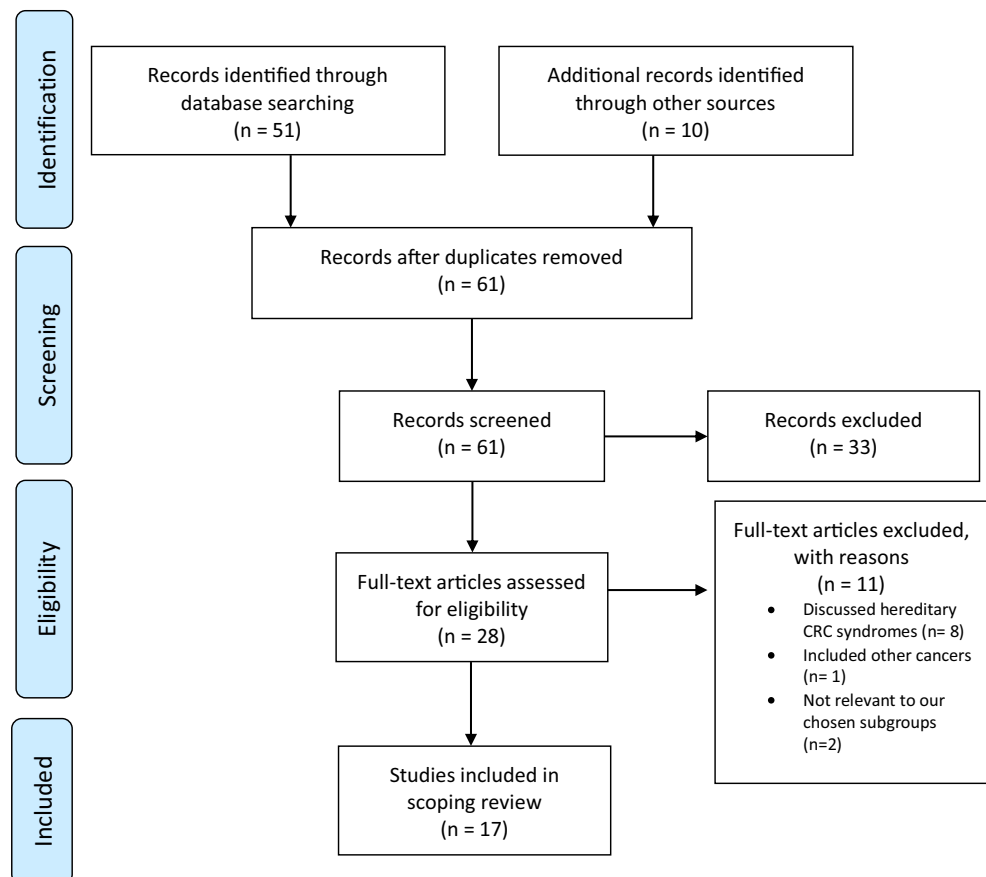 Identification
Records identified through
database searching
(n = 51)
Additional records identified
through other sources
(n = 10)
Screening
Records after duplicates removed
(n = 61)
Records screened
(n = 61)
Records excluded
(n = 33)
Eligibility
Full-text articles assessed
for eligibility
(n = 28)
Full-text articles excluded,
with reasons
(n = 11)
• Discussed hereditary
CRC syndromes (n= 8)
• Included other cancers
(n= 1)
• Not relevant to our
chosen subgroups
(n=2)
Included
Studies included in
scoping review
(n = 17)